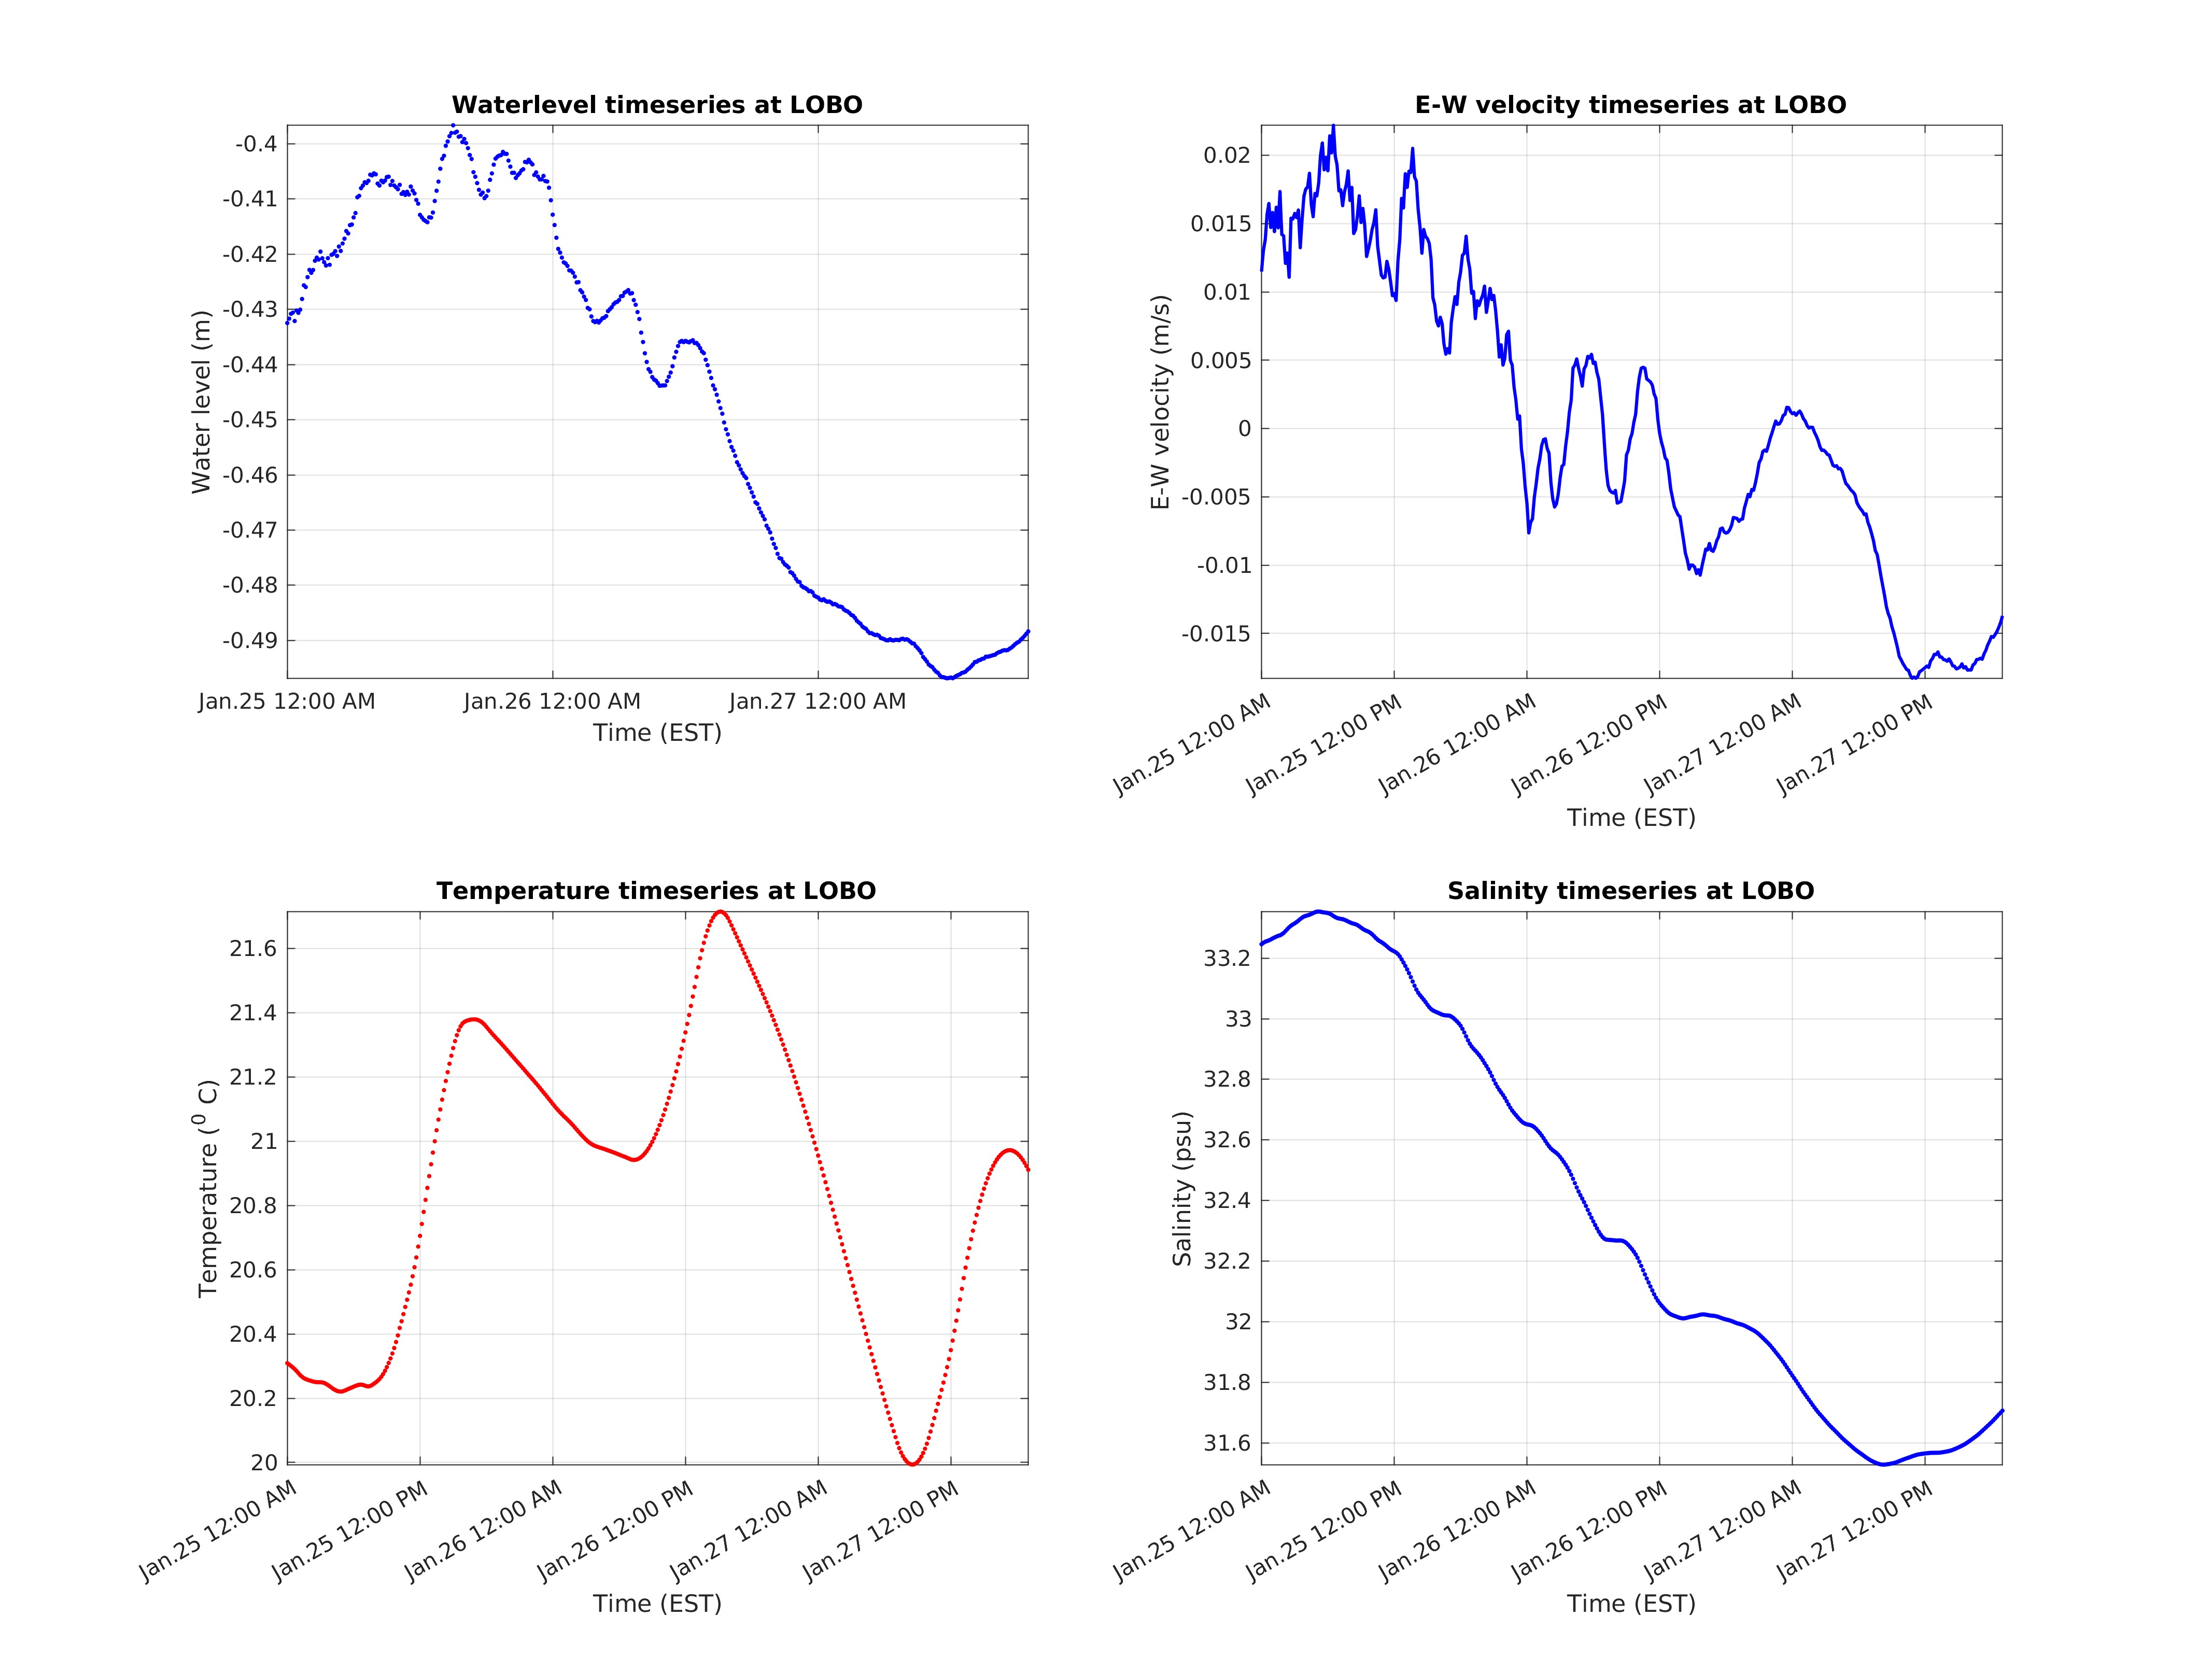 Waterlevel timeseries at LOBO
-0.4
-0.41
-0.42
-0.43
-0.44
-0.45
-0.46
-0.47
-0.48
-0.49
Water level (m)
Jan.25 12:00 AM
Jan.26 12:00 AM
Jan.27 12:00 AM
Time (EST)
E-W velocity timeseries at LOBO
0.02
0.015
0.01
0.005
0
-0.005
-0.01
-0.015
E-W velocity (m/s)
Jan.25 12:00 AM
Jan.25 12:00 PM
Jan.26 12:00 AM
Jan.26 12:00 PM
Jan.27 12:00 AM
Jan.27 12:00 PM
Time (EST)
Temperature timeseries at LOBO
21.6
21.4
21.2
21
20.8
20.6
20.4
20.2
20
Temperature (⁰ C)
Jan.25 12:00 AM
Jan.25 12:00 PM
Jan.26 12:00 AM
Jan.26 12:00 PM
Jan.27 12:00 AM
Jan.27 12:00 PM
Time (EST)
Salinity timeseries at LOBO
33.2
33
32.8
32.6
32.4
32.2
32
31.8
31.6
Salinity (psu)
Jan.25 12:00 AM
Jan.25 12:00 PM
Jan.26 12:00 AM
Jan.26 12:00 PM
Jan.27 12:00 AM
Jan.27 12:00 PM
Time (EST)